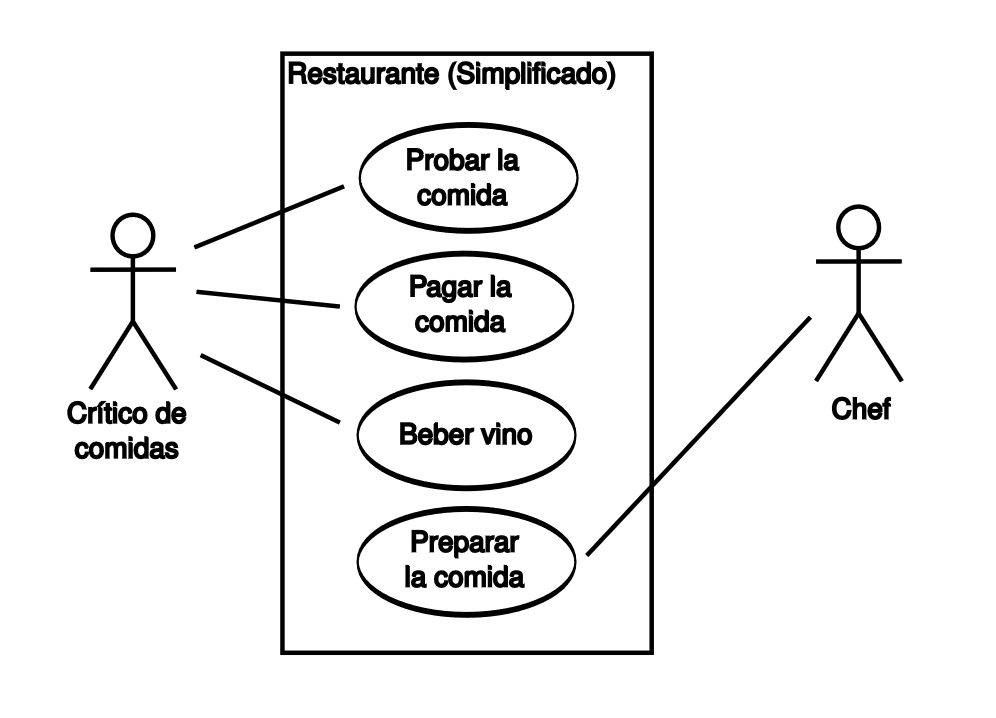 Restaurante (Simplificado)
Probar la
comida
Pagar la
comida
Beber vino
Preparar
la comida
Crítico de
comidas
Chef